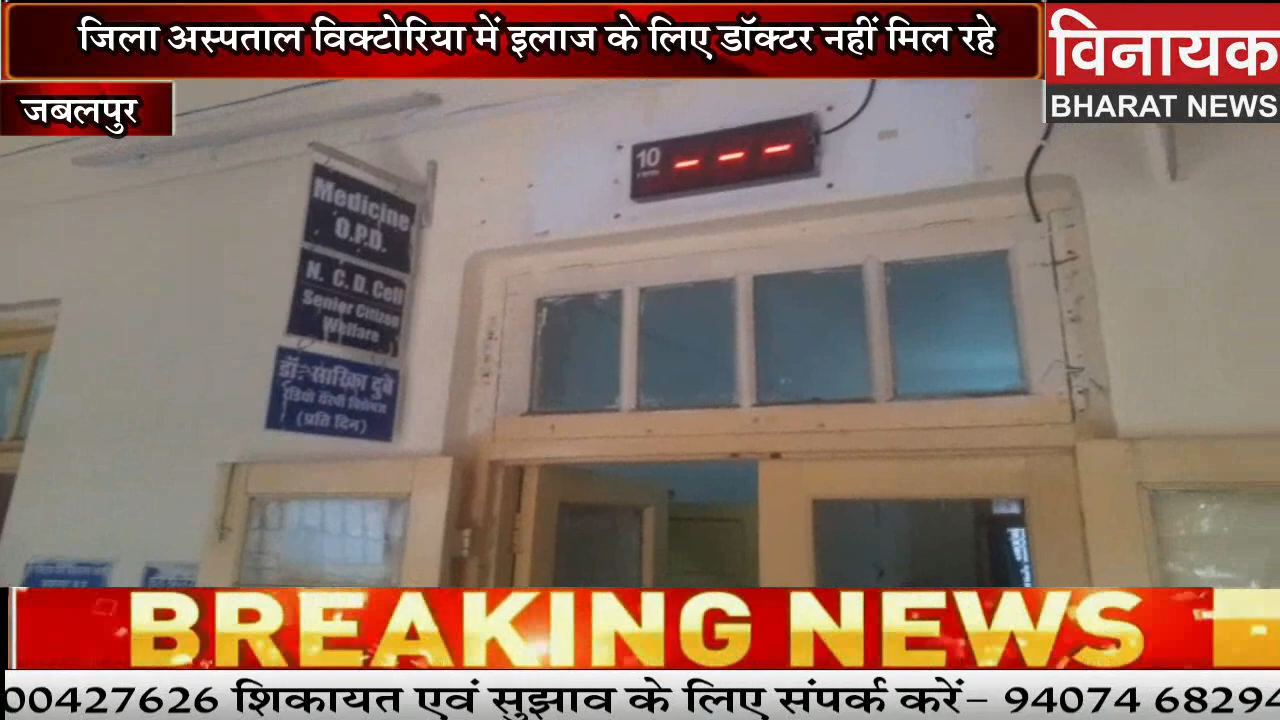 जिला अस्पताल विक्टोरिया में इलाज के लिए डॉक्टर नहीं मिल रहे
विनायक
BHARAT NEWS
जबलपुर
10
---
Medicine
O.P.D.
N. C. D. Cell
Senior Citizen
Welfare
डॉ. सारिका दुबे
(प्रति दिन)
BREAKING NEWS
00427626 शिकायत एवं सुझाव के लिए संपर्क करें– 94074 68294